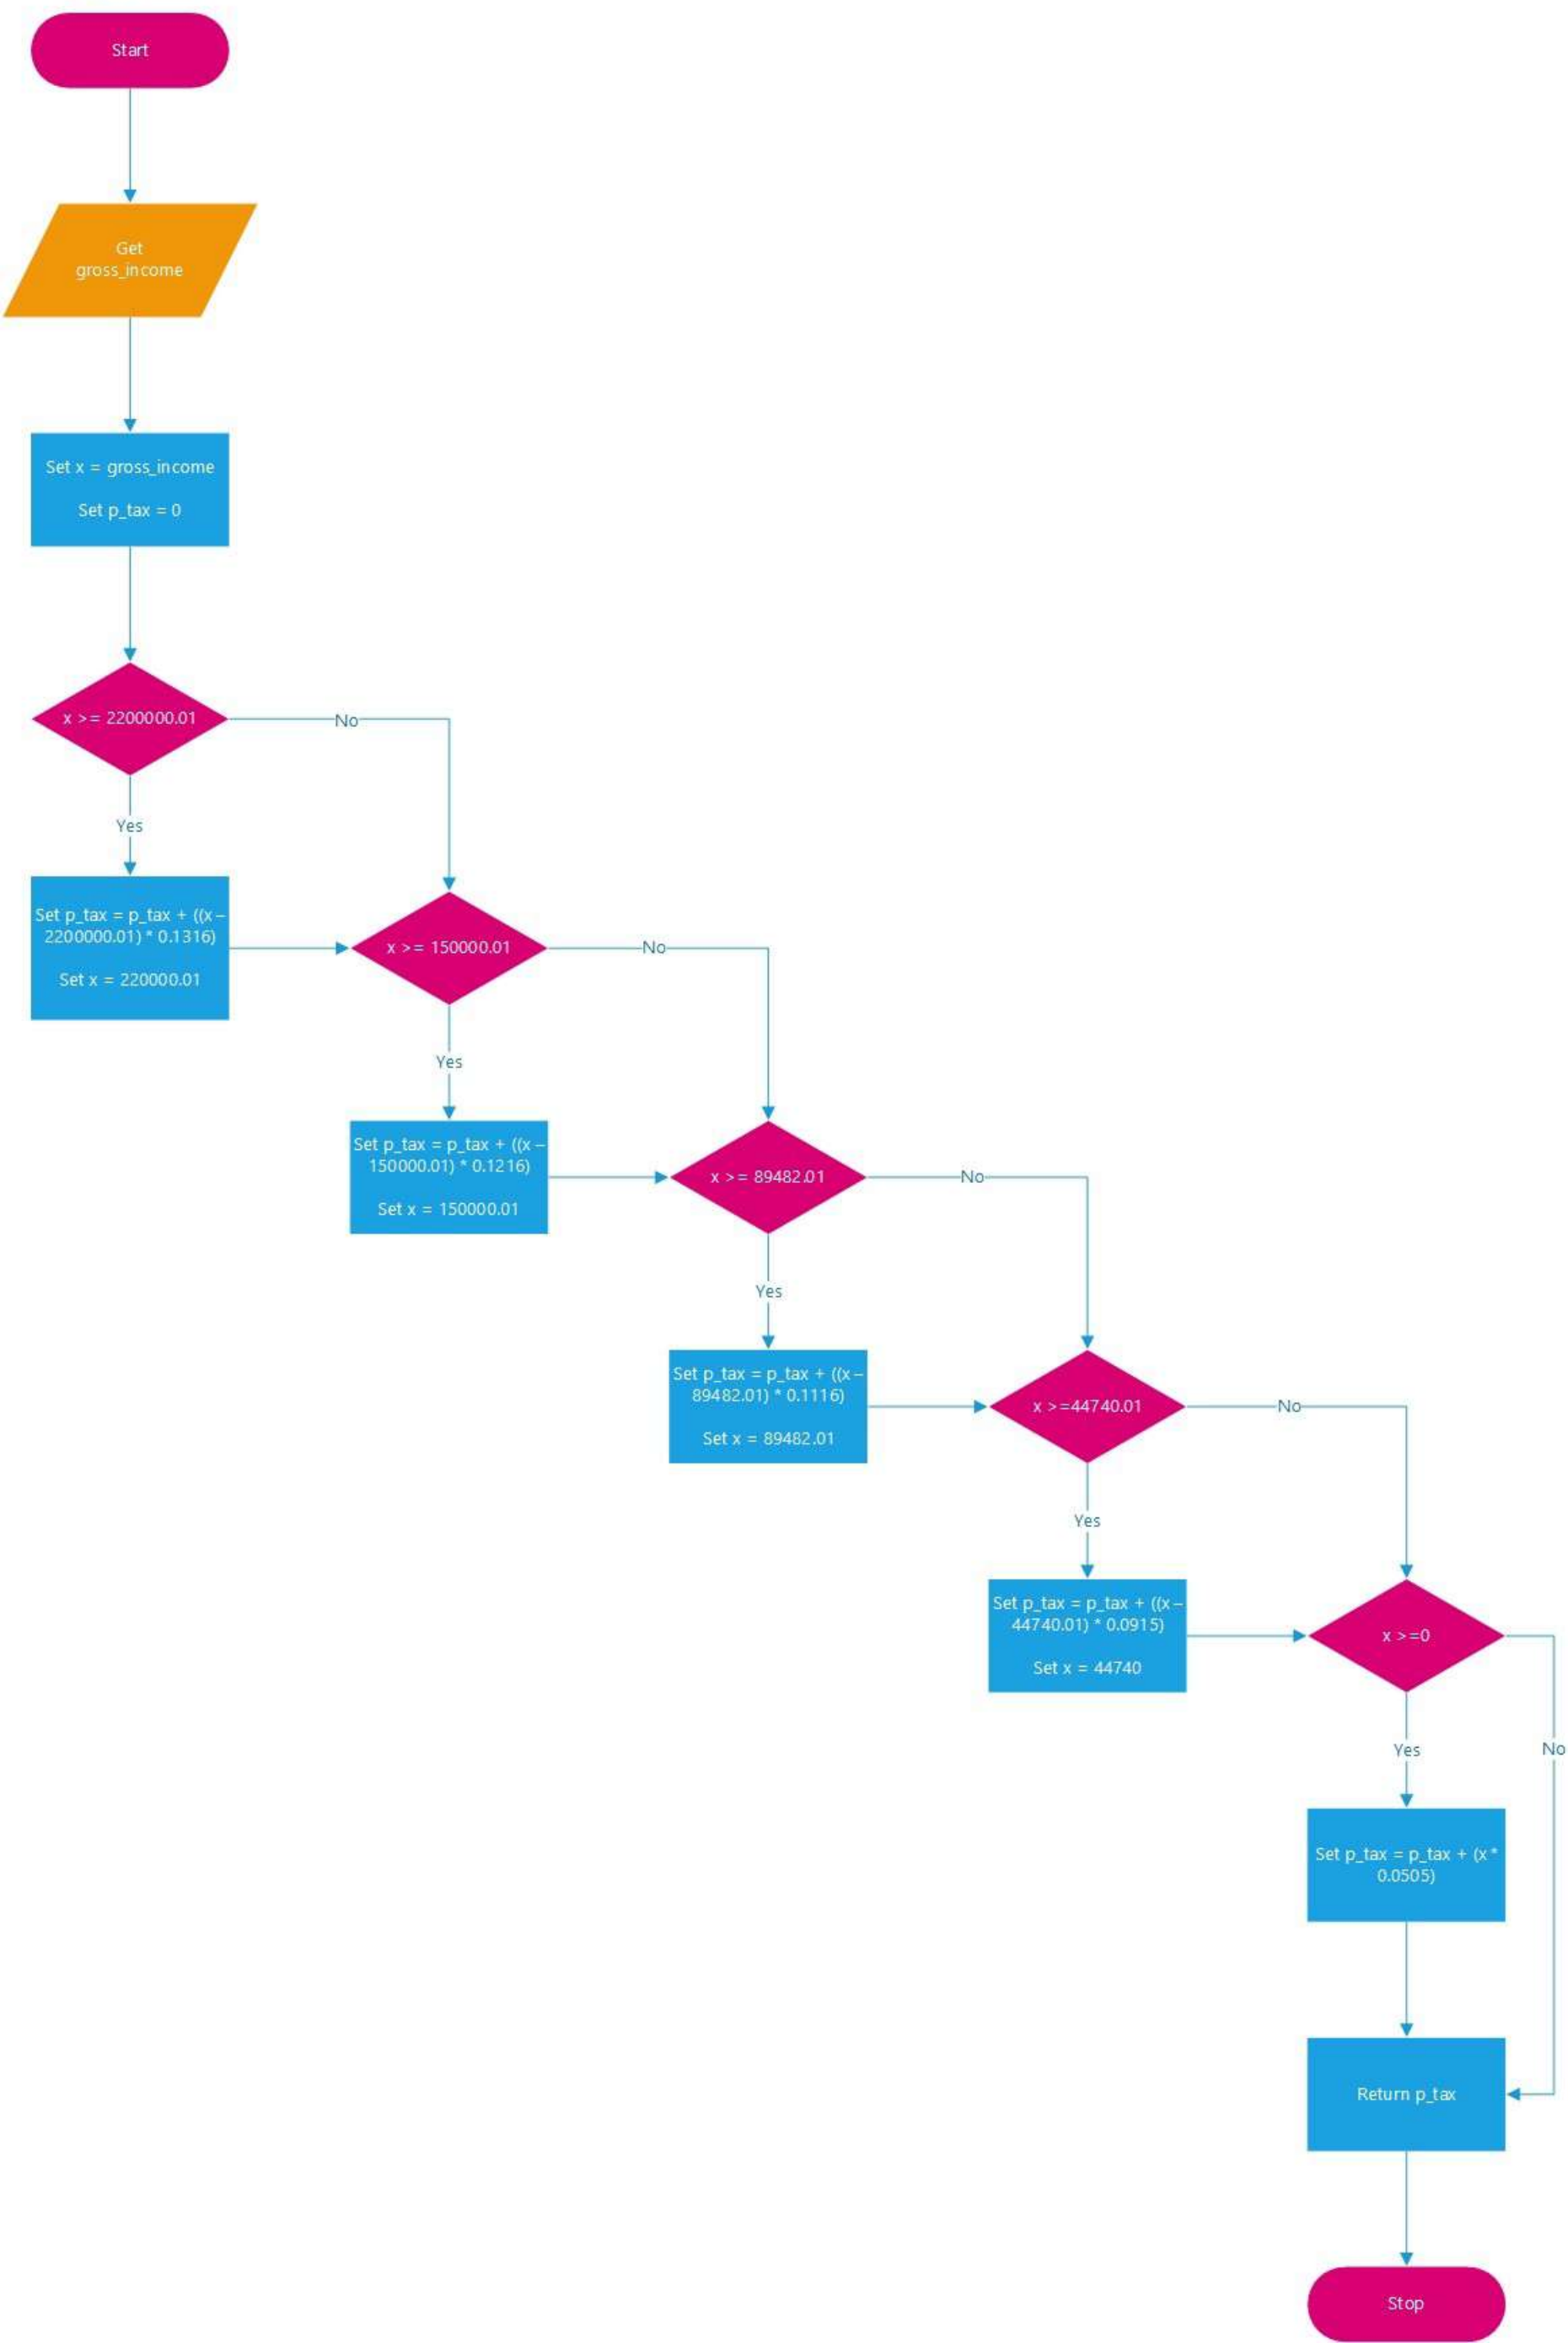 Start
Get
gross_income
Set x = gross_income
Set p_tax = 0
x >= 2200000.01
No
Yes
Set p_tax = p_tax + ((x –
2200000.01) * 0.1316)
Set x = 220000.01
x >= 150000.01
No
Yes
Set p_tax = p_tax + ((x –
150000.01) * 0.1216)
Set x = 150000.01
x >= 89482.01
No
Yes
Set p_tax = p_tax + ((x –
89482.01) * 0.1116)
Set x = 89482.01
x >=44740.01
No
Yes
Set p_tax = p_tax + ((x –
44740.01) * 0.0915)
Set x = 44740
x >=0
Yes
No
Set p_tax = p_tax + (x *
0.0505)
Return p_tax
Stop